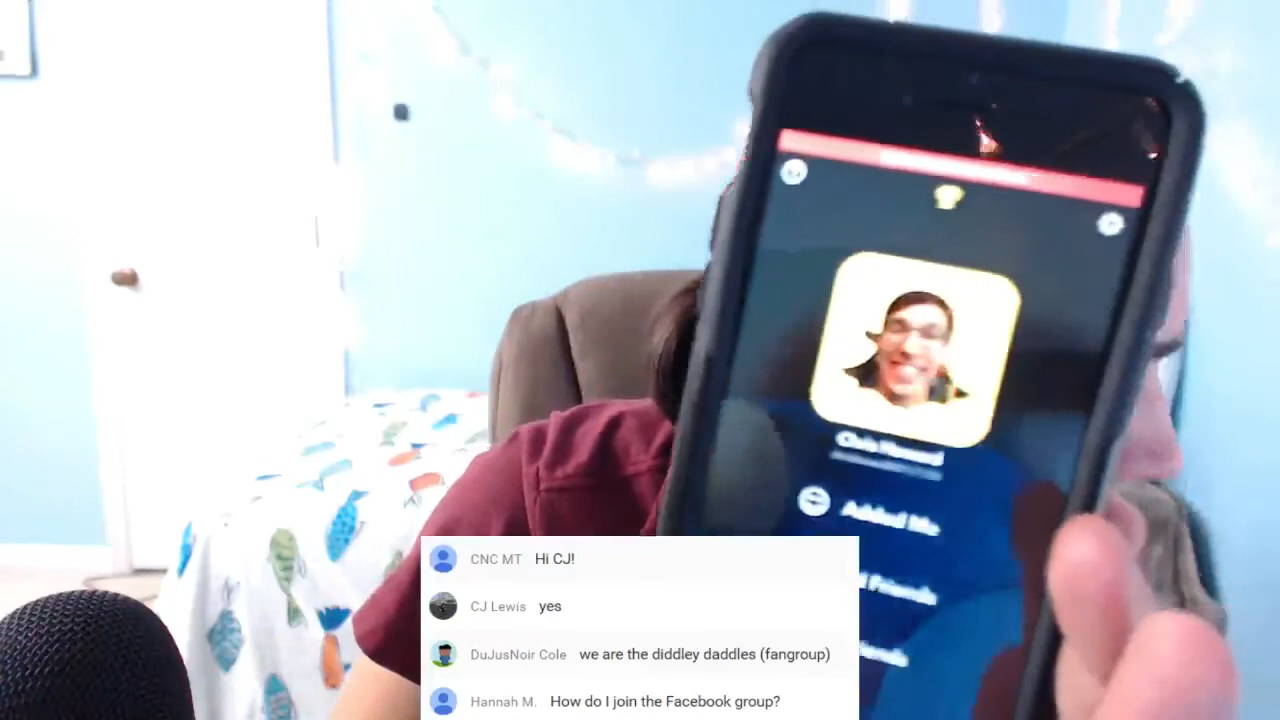 Added Me
Friends
CNC MT Hi CJ!
CJ Lewis yes
DuJusNoir Cole we are the diddley daddles (fangroup)
Hannah M. How do I join the Facebook group?